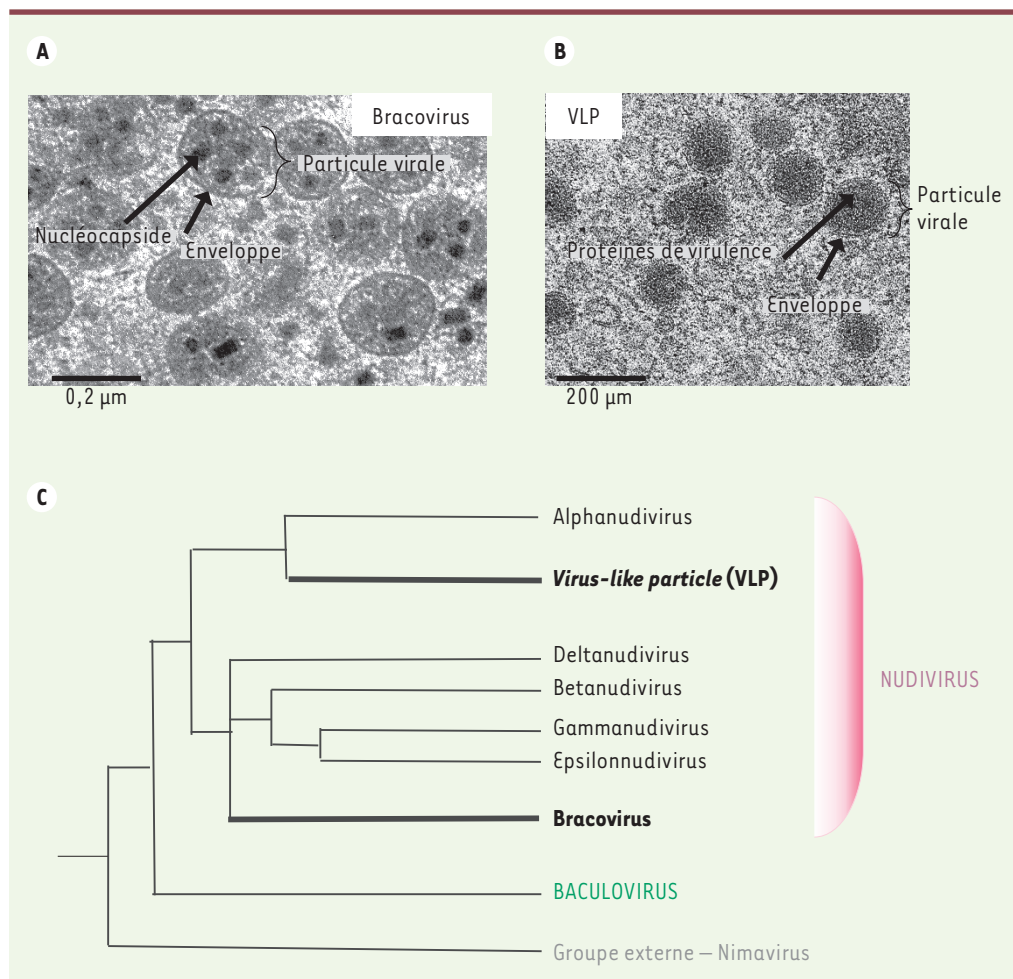 A
Bracovirus
Particule virale
Nucléocapside
Enveloppe
0,2 µm
B
VLP
Particule
virale
Protéines de virulence
Enveloppe
200 µm
C
Alphanudivirus
Virus-like particle (VLP)
Deltanudivirus
Betanudivirus
Gammanudivirus
Epsilonnudivirus
Bracovirus
NUDIVIRUS
BACULOVIRUS
Groupe externe – Nimavirus